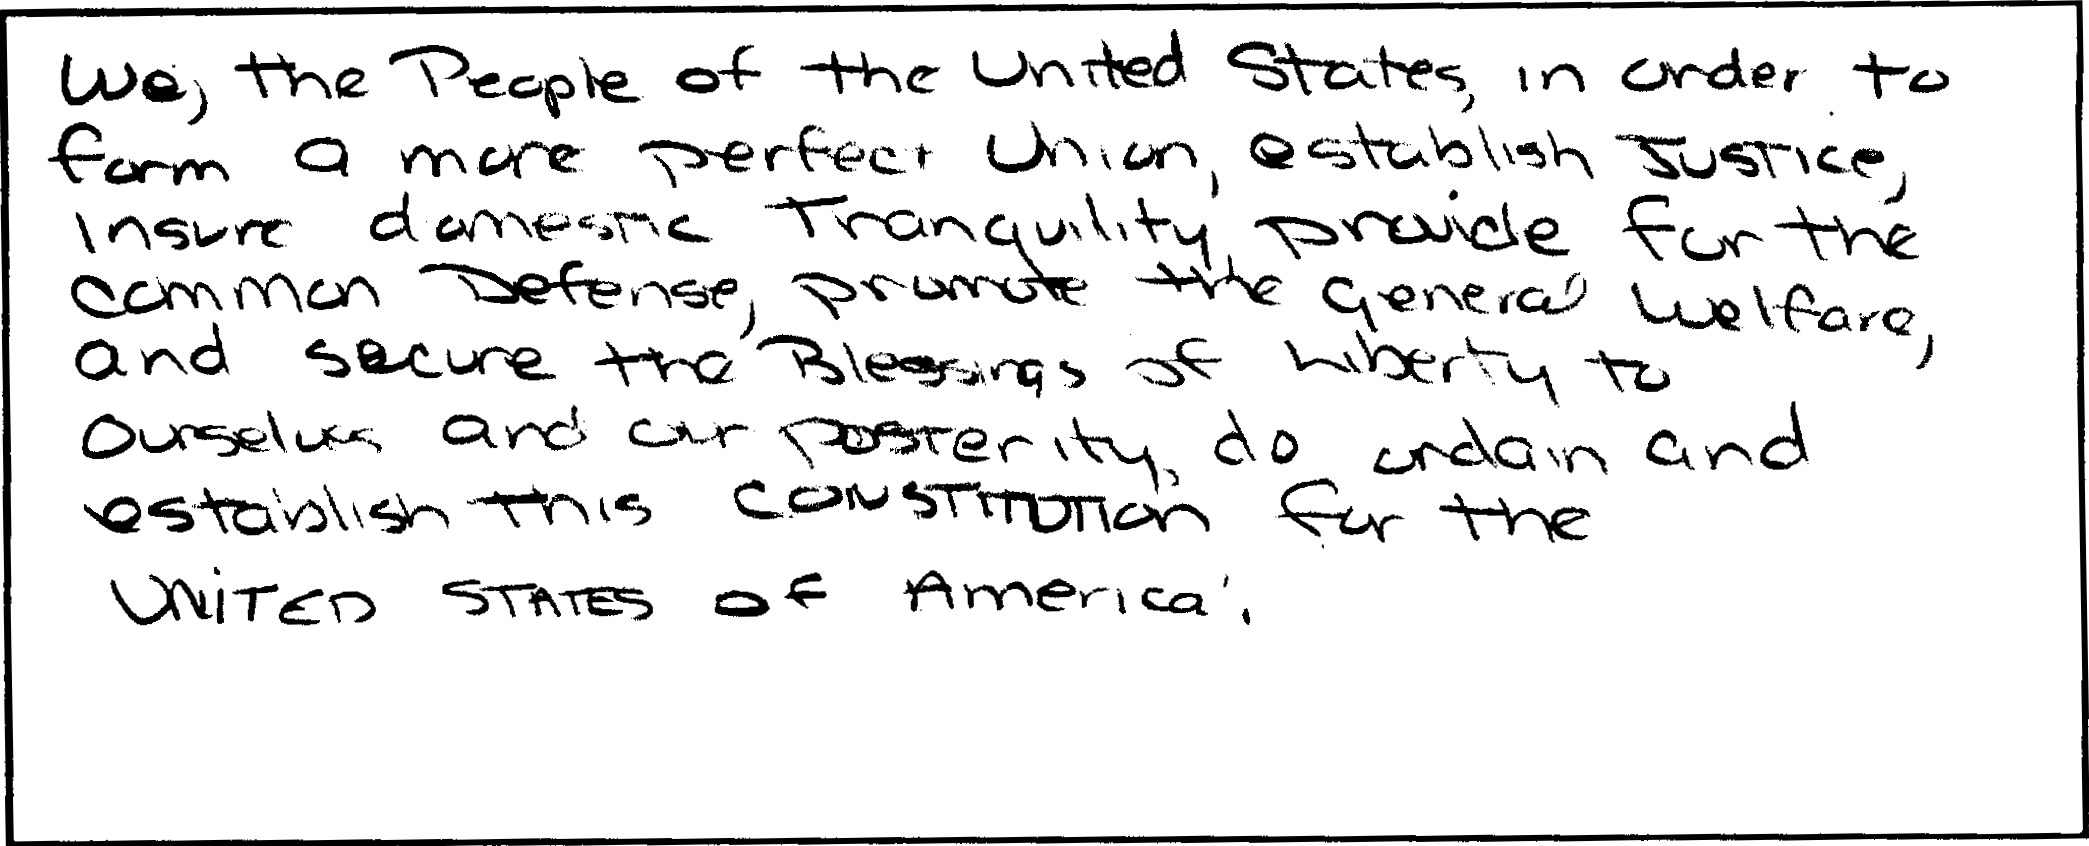 We, the People of the United States, in order to
form a more perfect Union, establish Justice,
insure domestic Tranquility, provide for the
common Defense, promote the General Welfare,
and secure the Blessings of Liberty to
ourselves and our posterity, do ordain and
establish this CONSTITUTION for the
UNITED STATES of America.